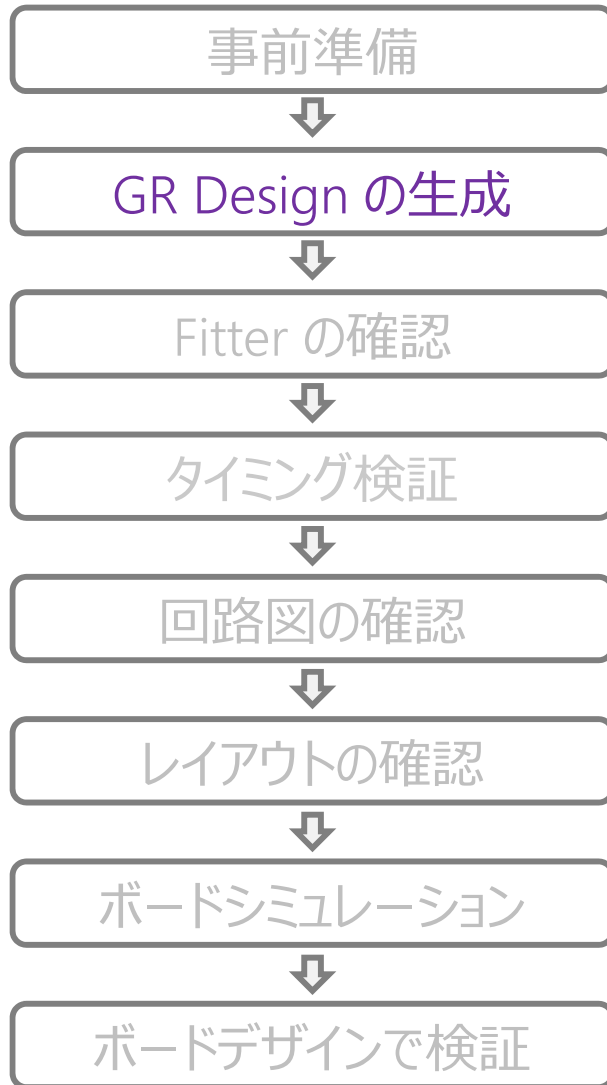 事前準備
GR Design の生成
Fitter の確認
タイミング検証
回路図の確認
レイアウトの確認
ボードシミュレーション
ボードデザインで検証